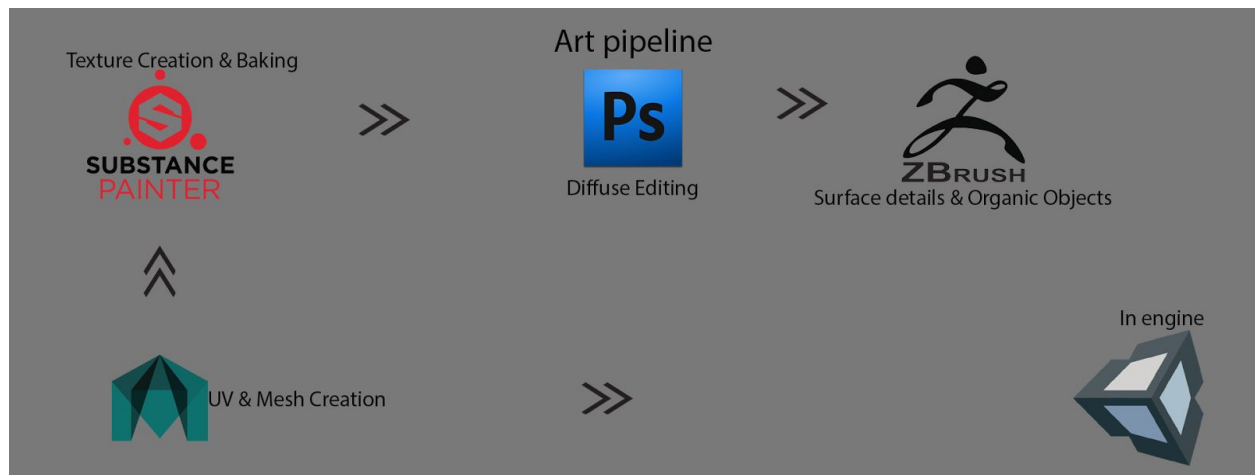 Art pipeline
Texture Creation & Baking
SUBSTANCE
PAINTER
Ps
Diffuse Editing
ZBRUSH
Surface details & Organic Objects
UV & Mesh Creation
In engine